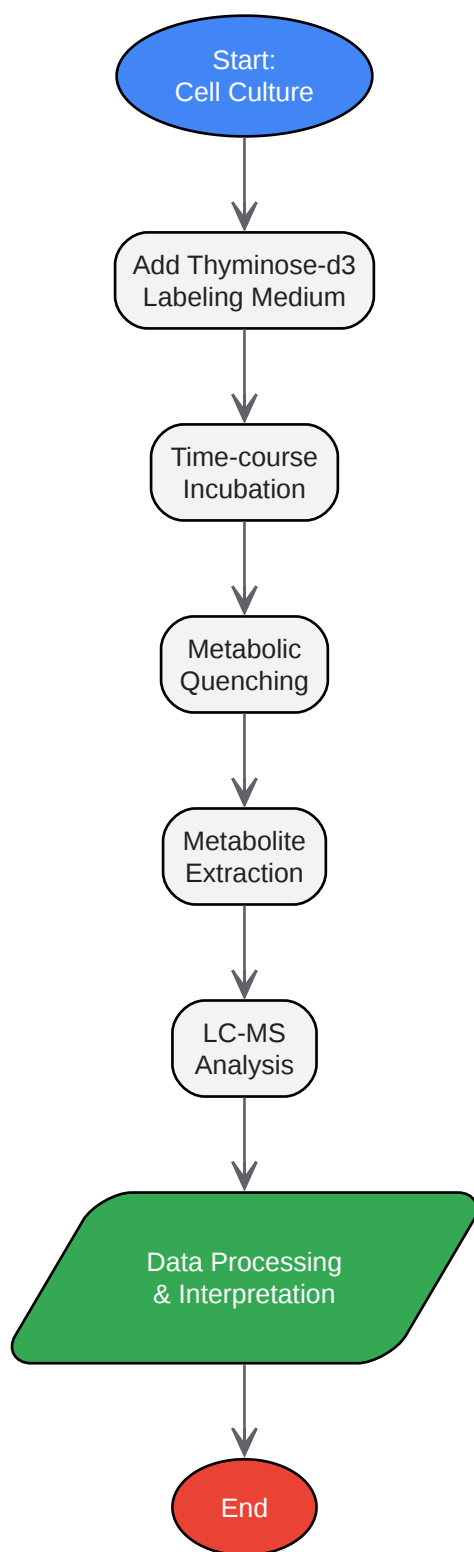 Start:
Cell Culture
Add Thyminose-d3
Labeling Medium
Time-course
Incubation
Metabolic
Quenching
Metabolite
Extraction
LC-MS
Analysis
Data Processing
& Interpretation
End